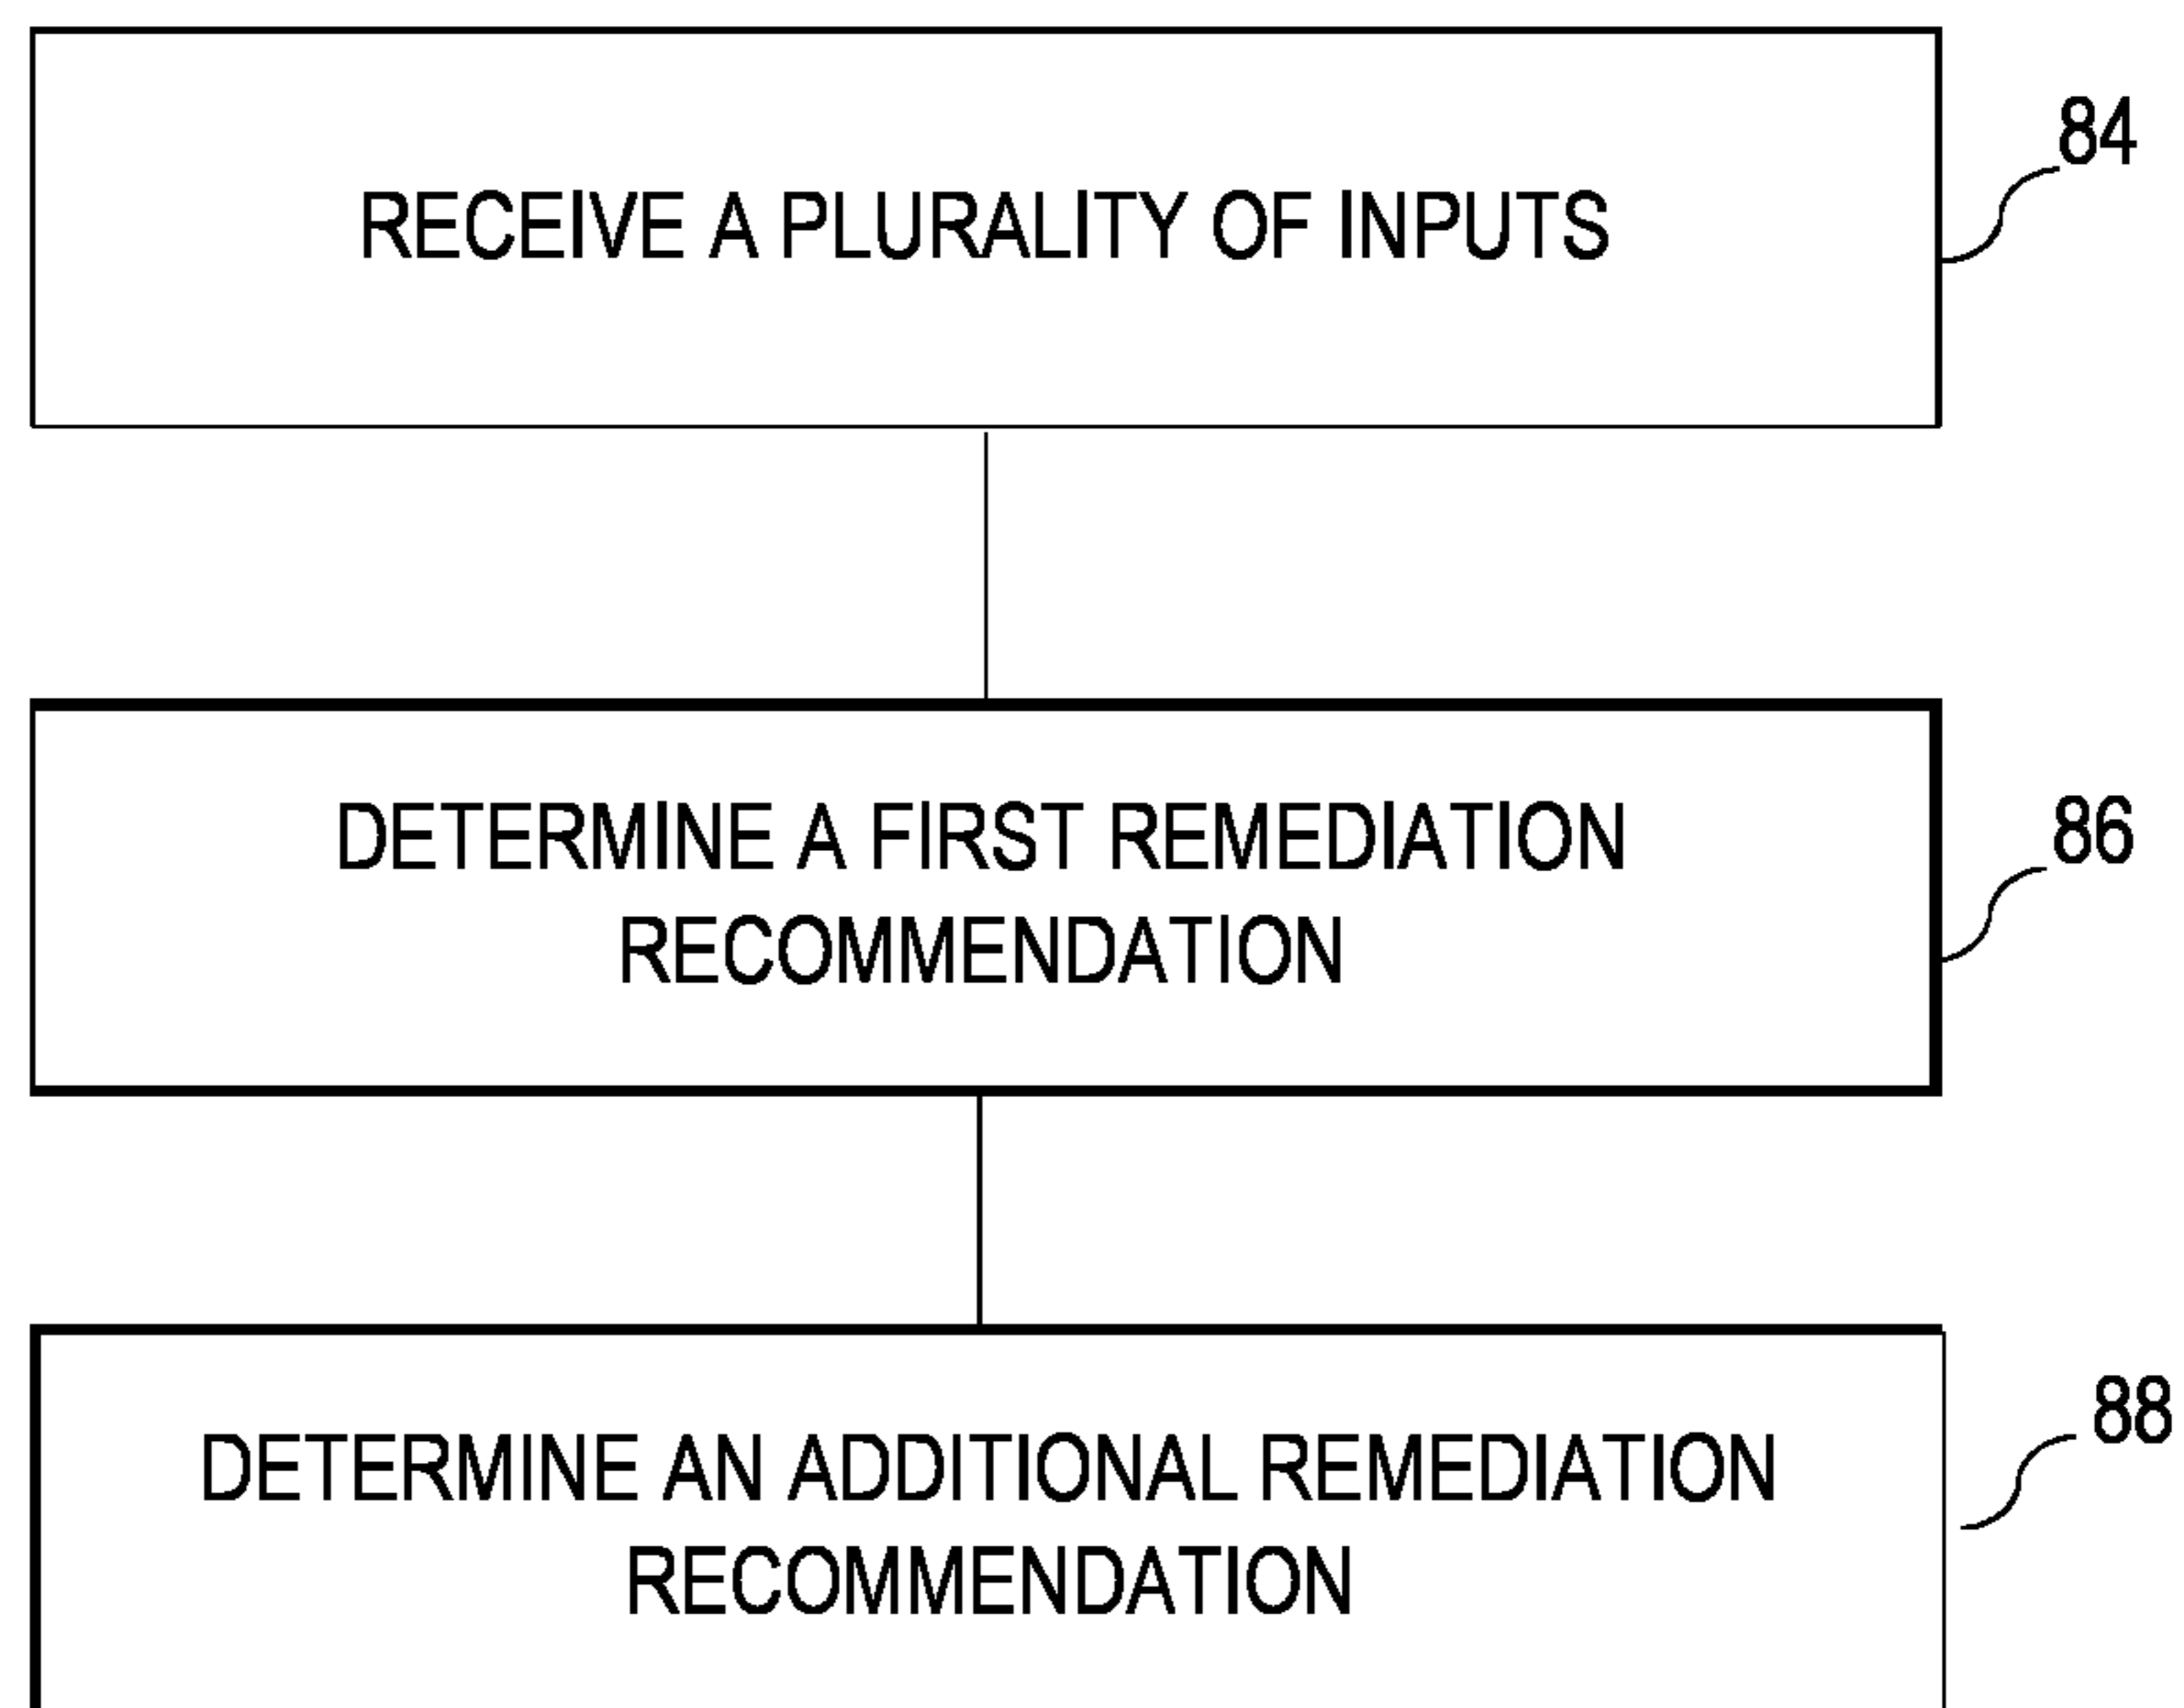 84
RECEIVE A PLURALITY OF INPUTS
86
DETERMINE A FIRST REMEDIATION
RECOMMENDATION
88
DETERMINE AN ADDITIONAL REMEDIATION
RECOMMENDATION